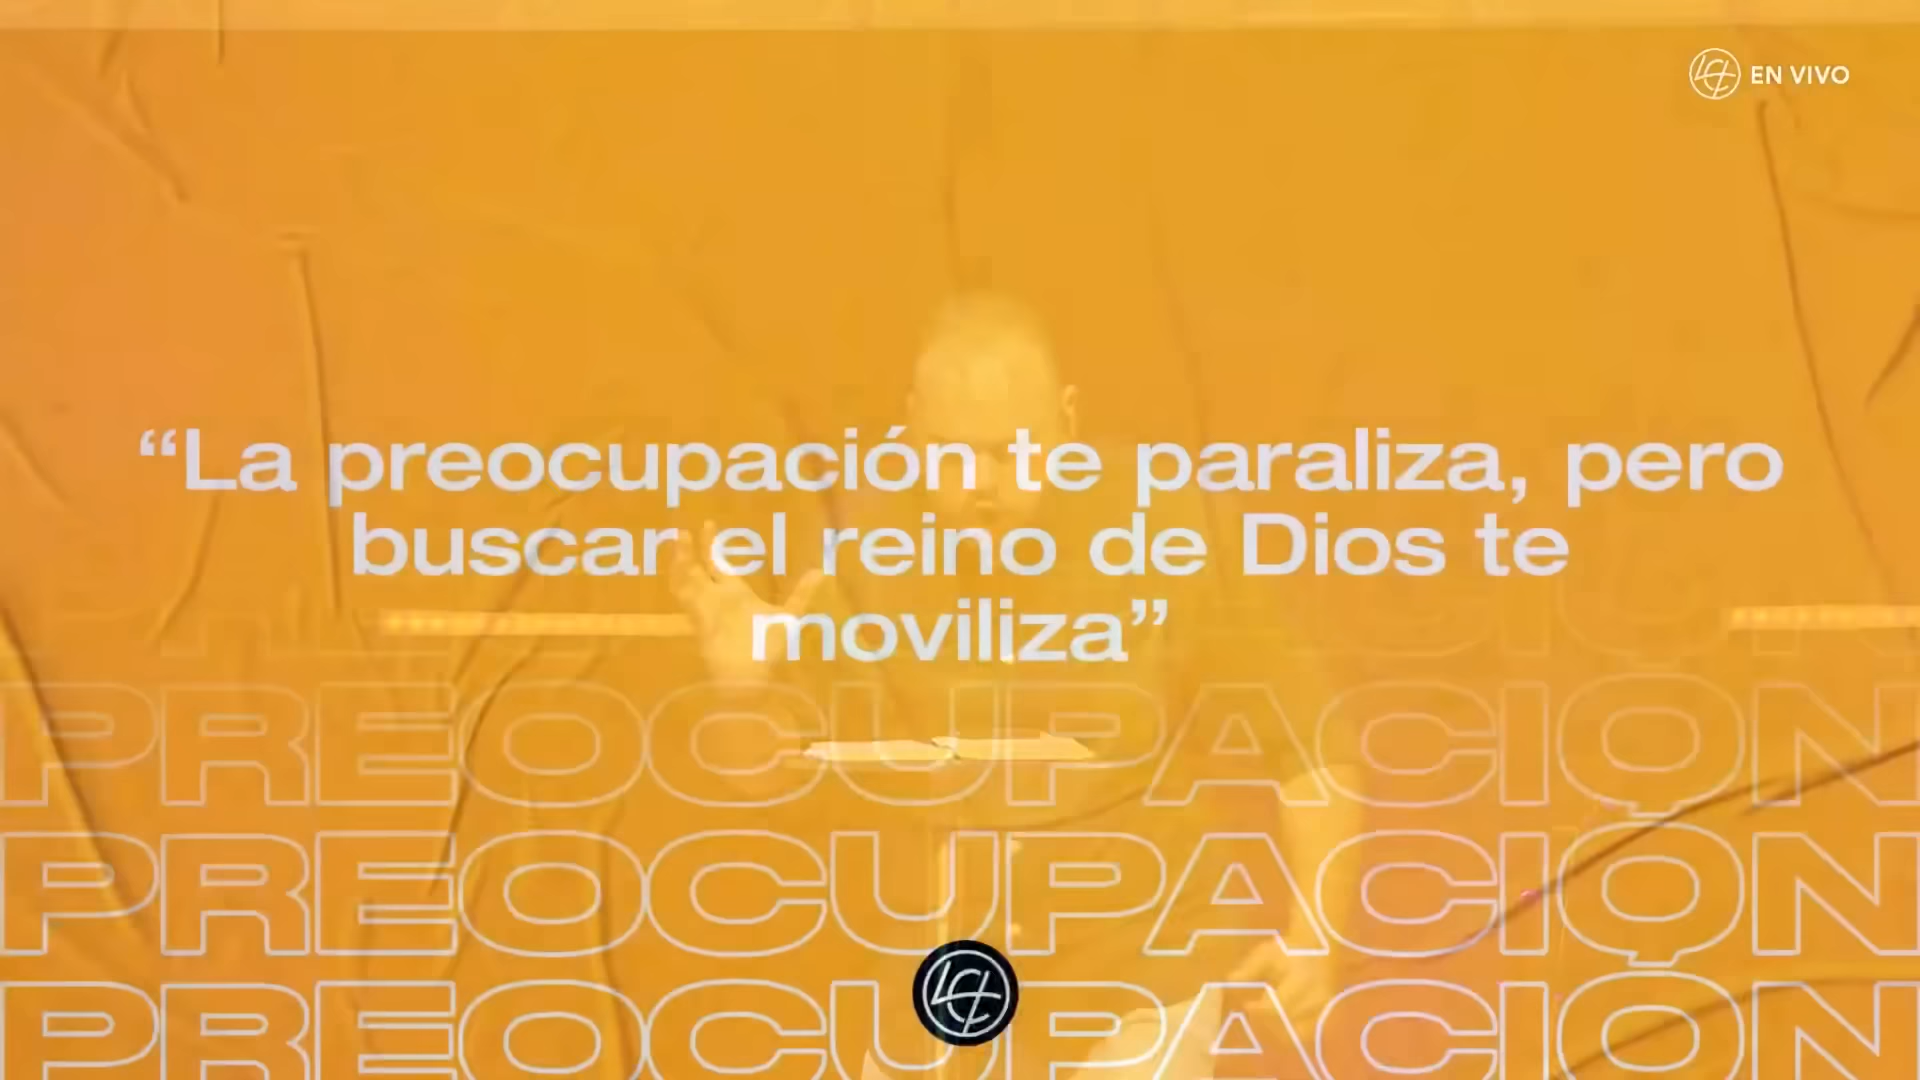 EN VIVO
“La preocupación te paraliza, pero
buscar el reino de Dios te
moviliza”
PREOCUPACIÓN
PREOCUPACIÓN
PREOCUPACIÓN